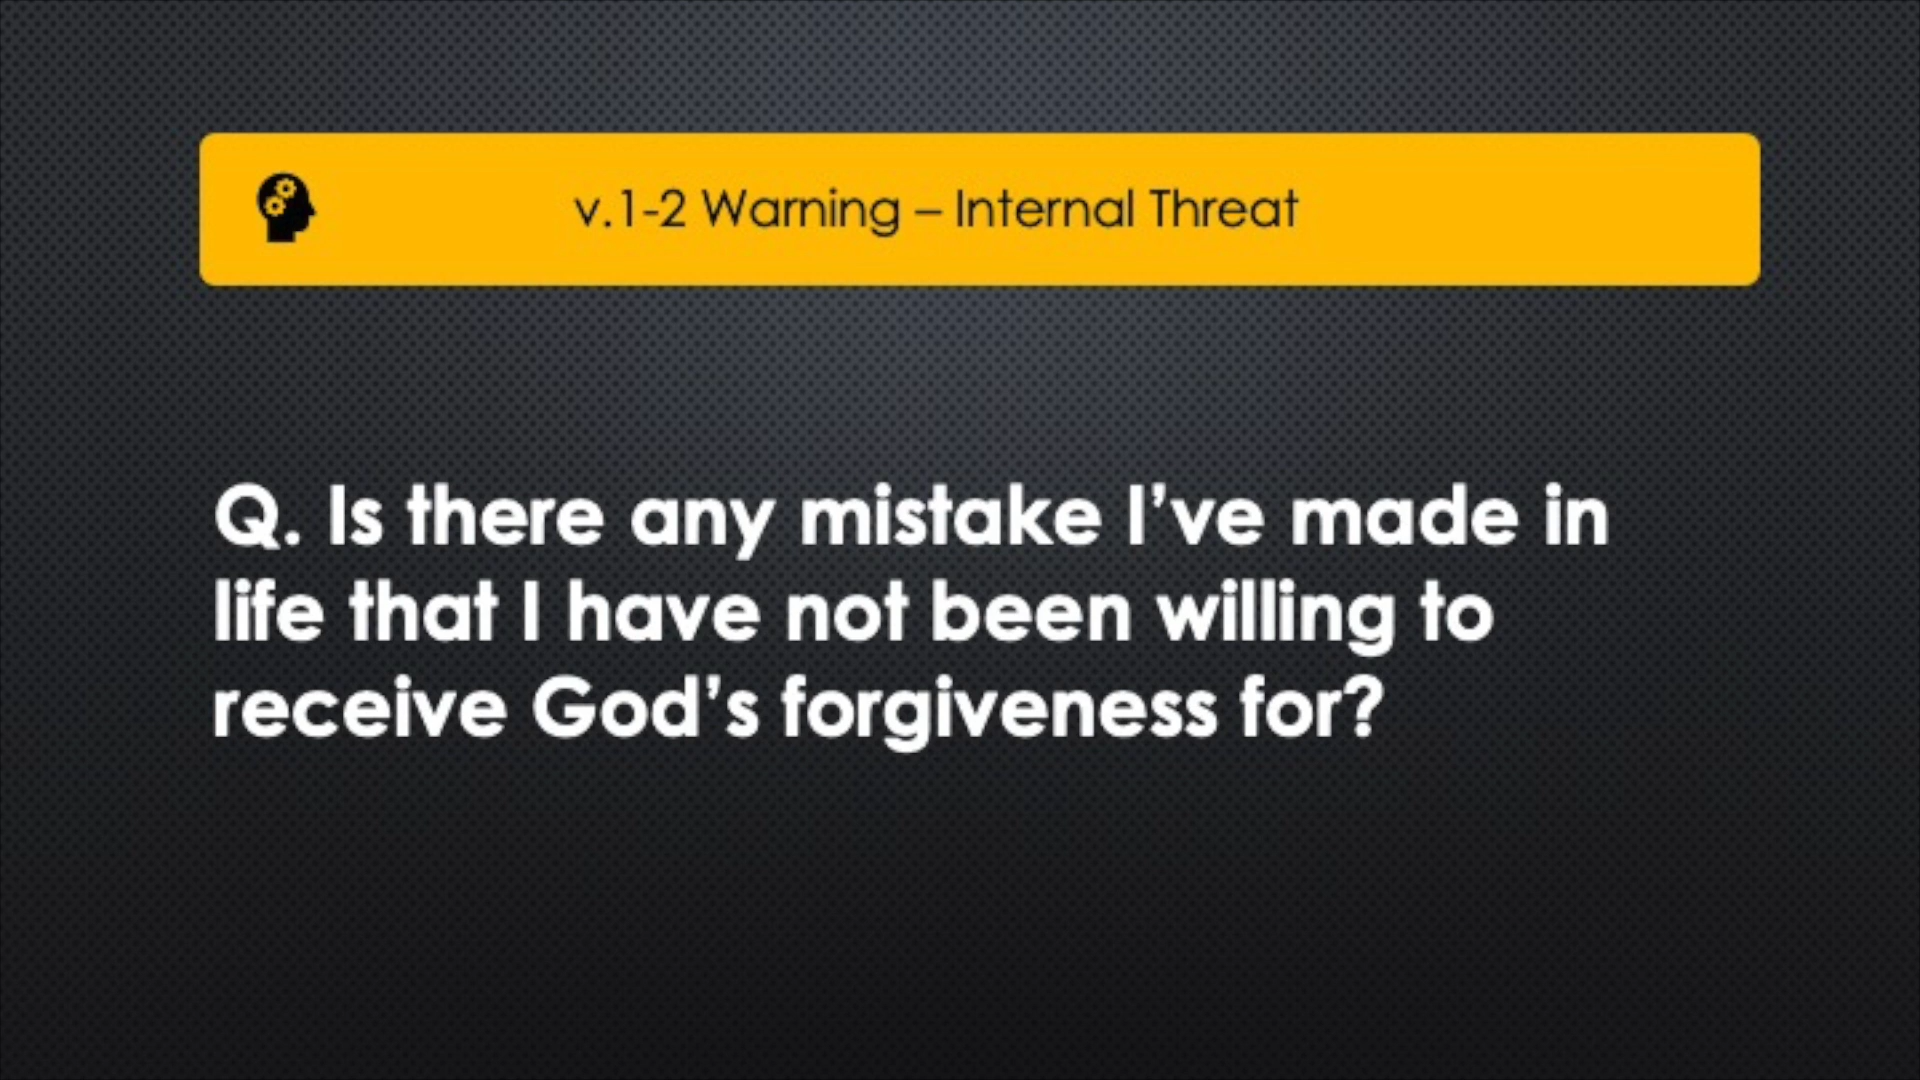 v.1-2 Warning – Internal Threat
Q. Is there any mistake I’ve made in
life that I have not been willing to
receive God’s forgiveness for?